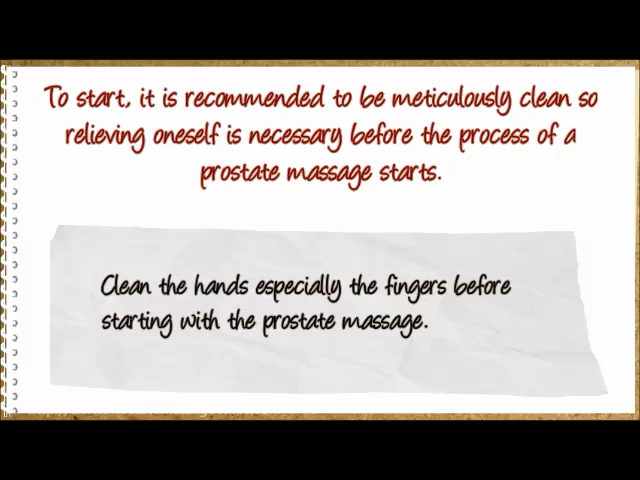 To start, it is recommended to be meticulously clean so
relieving oneself is necessary before the process of a
prostate massage starts.
Clean the hands especially the fingers before
starting with the prostate massage.